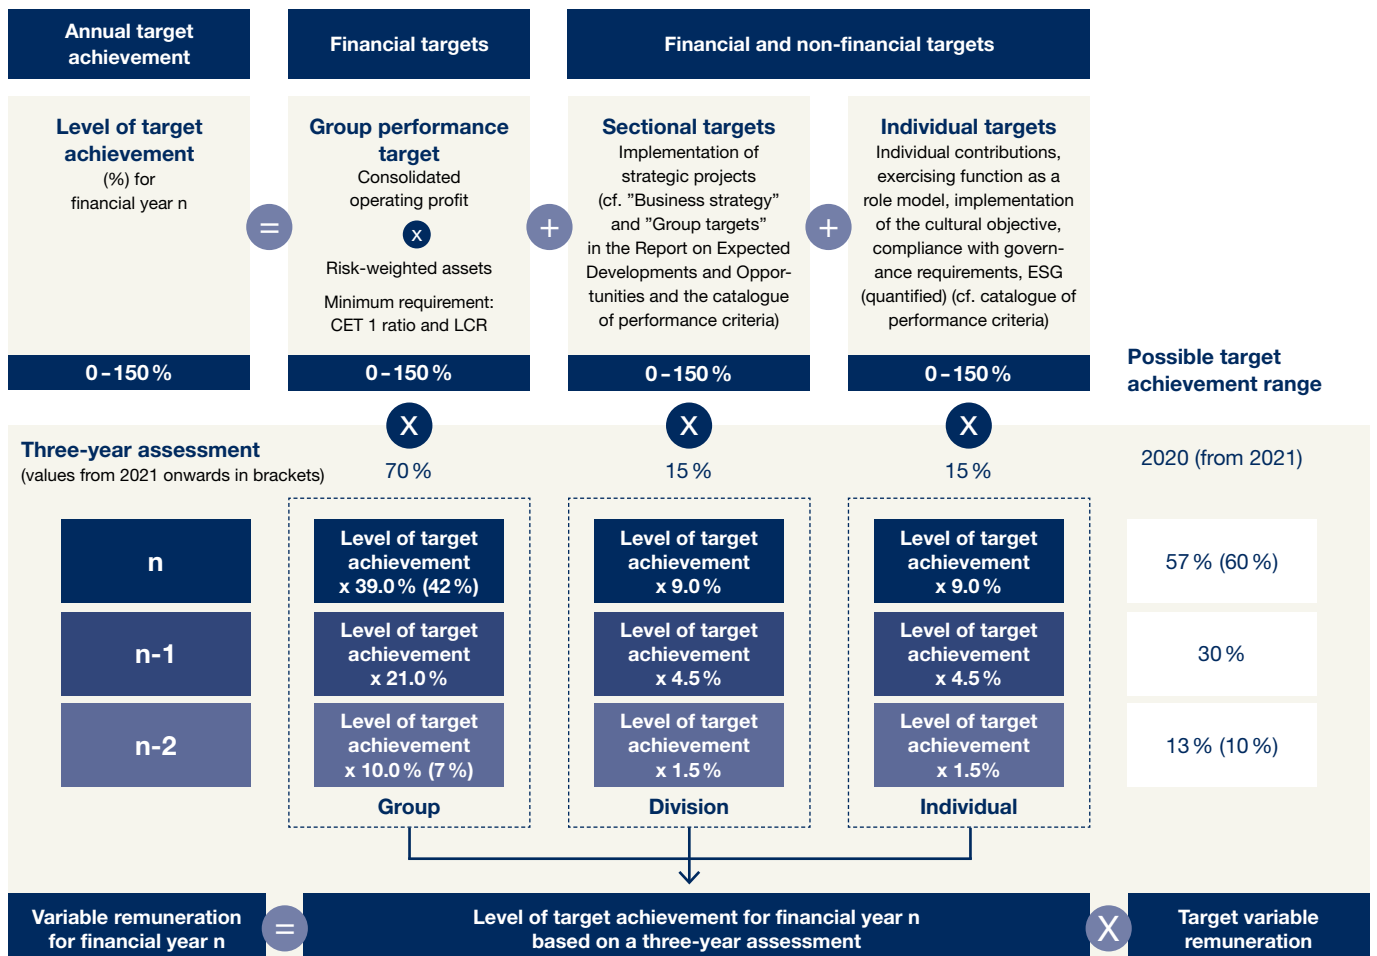 Annual target
achievement
Financial targets
Financial and non-financial targets
Level of target
achievement
(%) for
financial year n
0 – 150 %
=
Group performance
target
Consolidated
operating profit
x
Risk-weighted assets
Minimum requirement:
CET 1 ratio and LCR
0 – 150 %
+
Sectional targets
Implementation of
strategic projects
(cf. ”Business strategy”
and ”Group targets”
in the Report on Expected
Developments and Oppor-
tunities and the catalogue
of performance criteria)
0 – 150 %
+
Individual targets
Individual contributions,
exercising function as a
role model, implementation
of the cultural objective,
compliance with govern-
ance requirements, ESG
(quantified) (cf. catalogue of
performance criteria)
0 – 150 %
Possible target
achievement range
Three-year assessment
(values from 2021 onwards in brackets)
X
70 %
X
15 %
X
15 %
2020 (from 2021)
n
Level of target
achievement
x 39.0 % (42 %)
Level of target
achievement
x 9.0 %
Level of target
achievement
x 9.0 %
57 % (60 %)
n-1
Level of target
achievement
x 21.0 %
Level of target
achievement
x 4.5 %
Level of target
achievement
x 4.5 %
30 %
n-2
Level of target
achievement
x 10.0 % (7 %)
Level of target
achievement
x 1.5 %
Level of target
achievement
x 1.5%
13 % (10 %)
Group
Division
Individual
Variable remuneration
for financial year n
=
Level of target achievement for financial year n
based on a three-year assessment
X
Target variable
remuneration